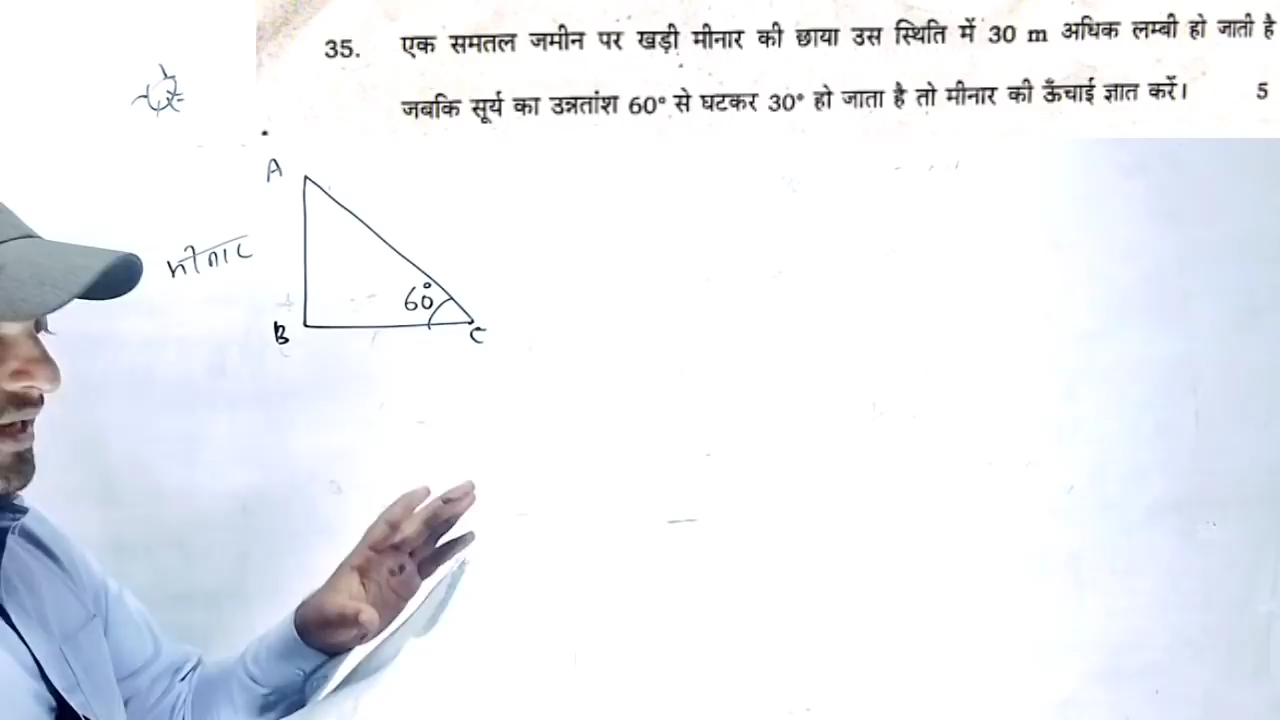 35. एक समतल जमीन पर खड़ी मीनार की छाया उस स्थिति में 30 m अधिक लम्बी हो जाती है
जबकि सूर्य का उन्नतांश 60° से घटकर 30° हो जाता है तो मीनार की ऊँचाई ज्ञात करें। 5
A
मीनार
60°
B C